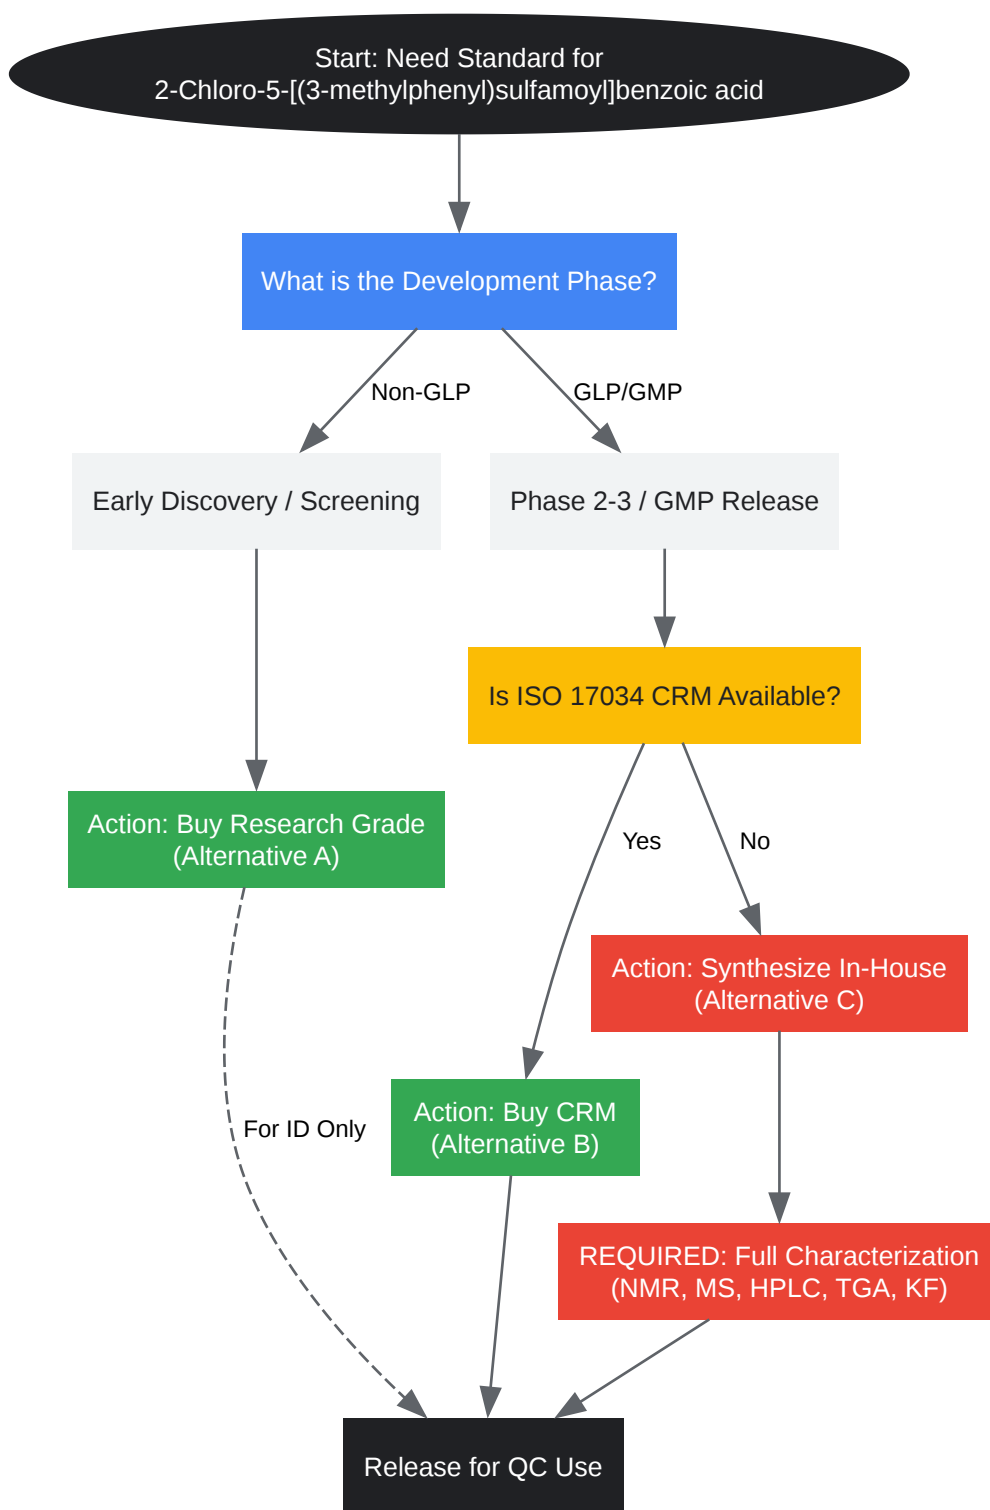 Start: Need Standard for
2-Chloro-5-[(3-methylphenyl)sulfamoyl]benzoic acid
What is the Development Phase?
Non-GLP
GLP/GMP
Early Discovery / Screening
Phase 2-3 / GMP Release
Is ISO 17034 CRM Available?
Action: Buy Research Grade
(Alternative A)
Yes
No
Action: Synthesize In-House
(Alternative C)
For ID Only
Action: Buy CRM
(Alternative B)
REQUIRED: Full Characterization
(NMR, MS, HPLC, TGA, KF)
Release for QC Use